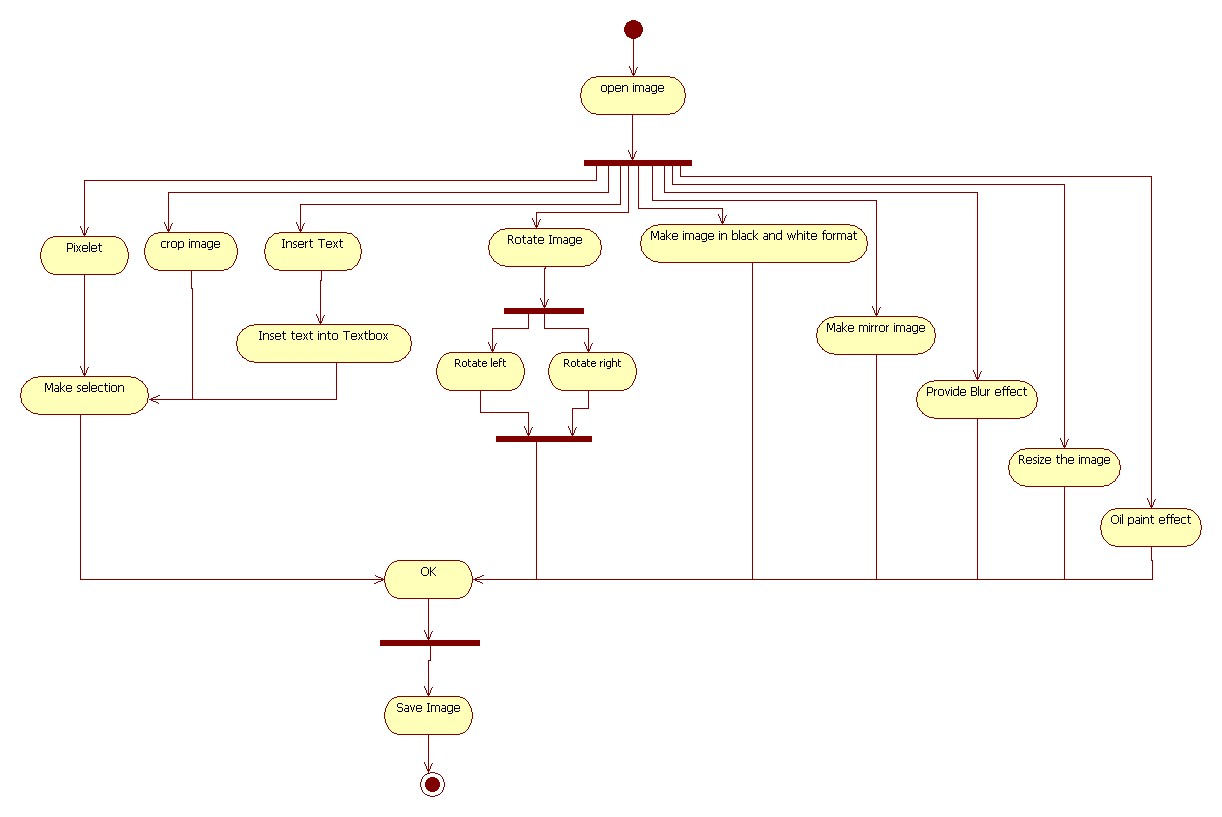 open image
Pixelet
crop image
Insert Text
Rotate Image
Make image in black and white format
Inset text into Textbox
Make mirror image
Rotate left
Rotate right
Make selection
Provide Blur effect
Resize the image
Oil paint effect
OK
Save Image